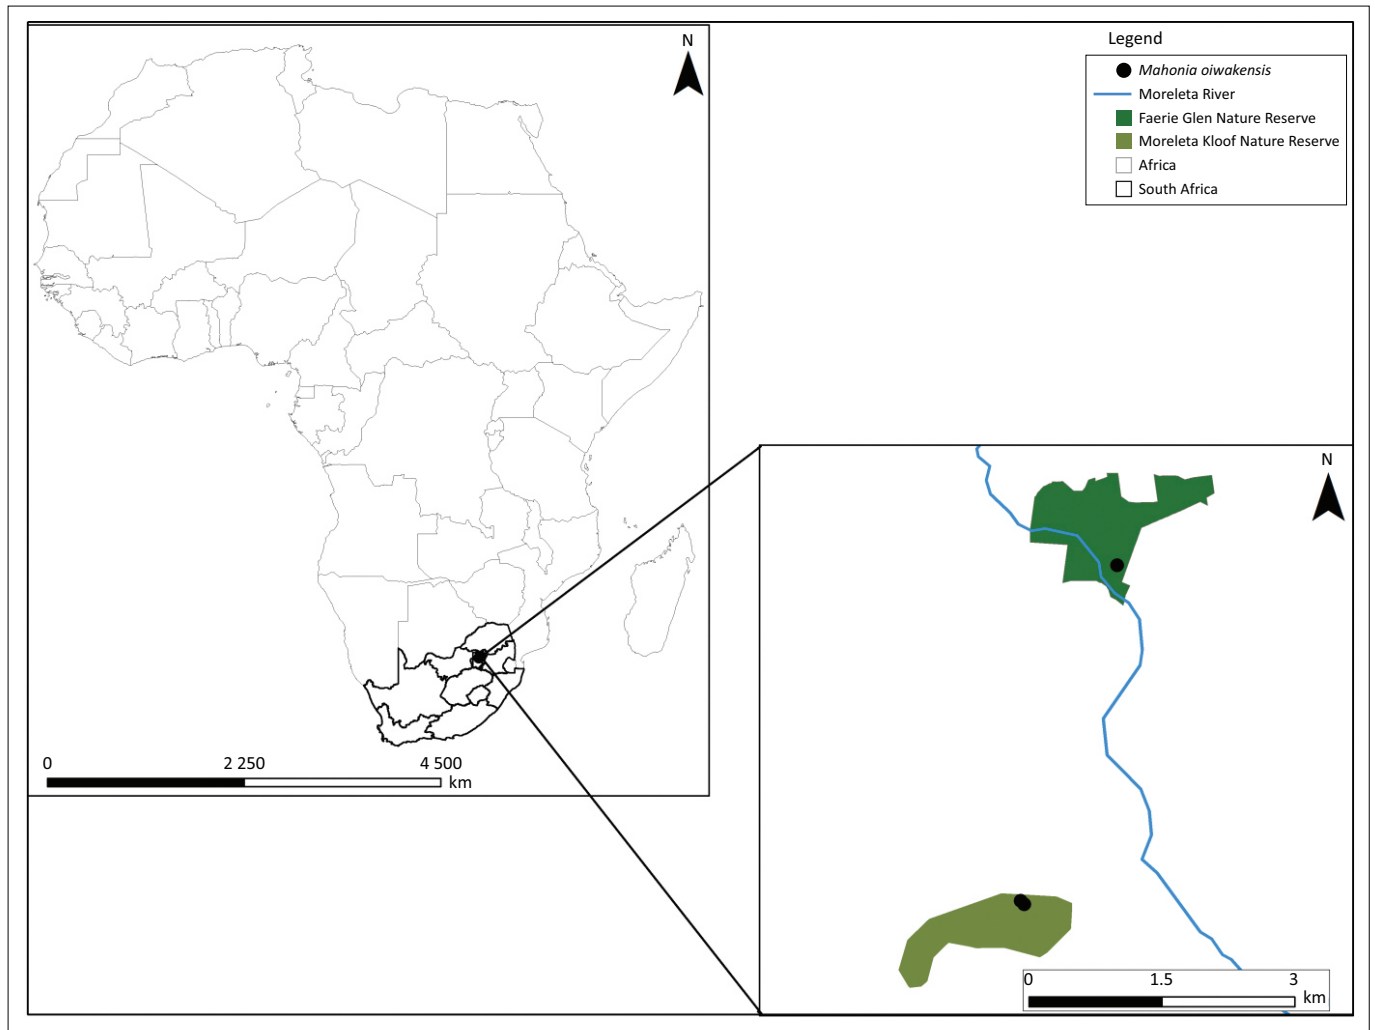 N
Legend
Mahonia oiwakensis
Moreleta River
Faerie Glen Nature Reserve
Moreleta Kloof Nature Reserve
Africa
South Africa
N
0 2 250 4 500
km
0 1.5 3
km